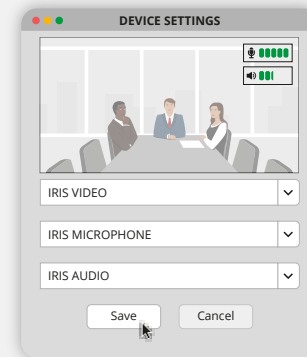 DEVICE SETTINGS
IRIS VIDEO
IRIS MICROPHONE
IRIS AUDIO
Save Cancel